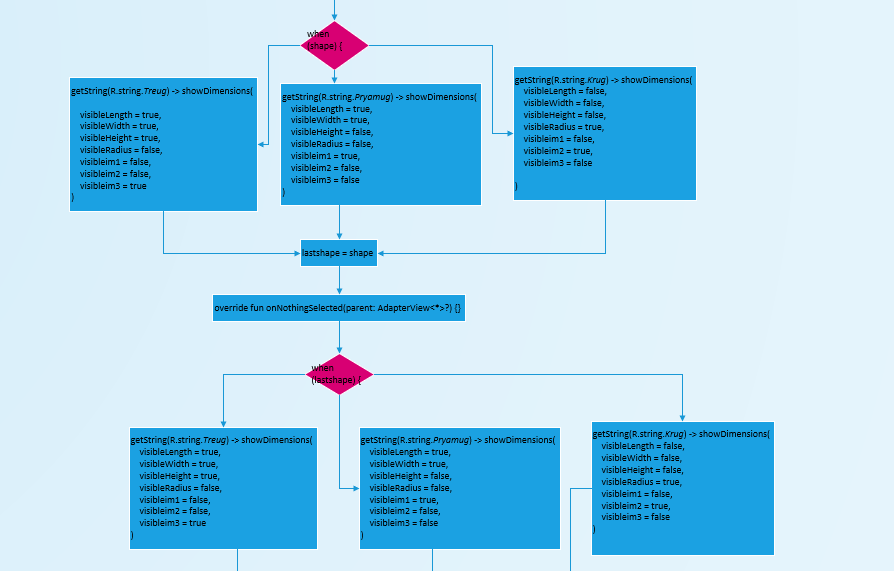 when
(shape) {
getString(R.string.Treug) -> showDimensions(
visibleLength = true,
visibleWidth = true,
visibleHeight = true,
visibleRadius = false,
visibleim1 = false,
visibleim2 = false,
visibleim3 = true
)
getString(R.string.Pryamug) -> showDimensions(
visibleLength = true,
visibleWidth = true,
visibleHeight = false,
visibleRadius = false,
visibleim1 = true,
visibleim2 = false,
visibleim3 = false
)
getString(R.string.Krug) -> showDimensions(
visibleLength = false,
visibleWidth = false,
visibleHeight = false,
visibleRadius = true,
visibleim1 = false,
visibleim2 = true,
visibleim3 = false
)
lastshape = shape
override fun onNothingSelected(parent: AdapterView<*>?) {}
when
(lastshape) {
getString(R.string.Treug) -> showDimensions(
visibleLength = true,
visibleWidth = true,
visibleHeight = true,
visibleRadius = false,
visibleim1 = false,
visibleim2 = false,
visibleim3 = true
)
getString(R.string.Pryamug) -> showDimensions(
visibleLength = true,
visibleWidth = true,
visibleHeight = false,
visibleRadius = false,
visibleim1 = true,
visibleim2 = false,
visibleim3 = false
)
getString(R.string.Krug) -> showDimensions(
visibleLength = false,
visibleWidth = false,
visibleHeight = false,
visibleRadius = true,
visibleim1 = false,
visibleim2 = true,
visibleim3 = false
)